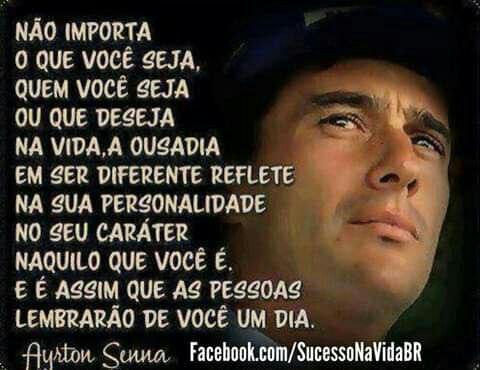 NÃO IMPORTA
O QUE VOCÊ SEJA,
QUEM VOCÊ SEJA
OU QUE DESEJA
NA VIDA,A OUSADIA
EM SER DIFERENTE REFLETE
NA SUA PERSONALIDADE
NO SEU CARÁTER
NAQUILO QUE VOCÊ É.
E É ASSIM QUE AS PESSOAS
LEMBRARÃO DE VOCÊ UM DIA.
Ayrton Senna Facebook.com/SucessoNaVidaBR